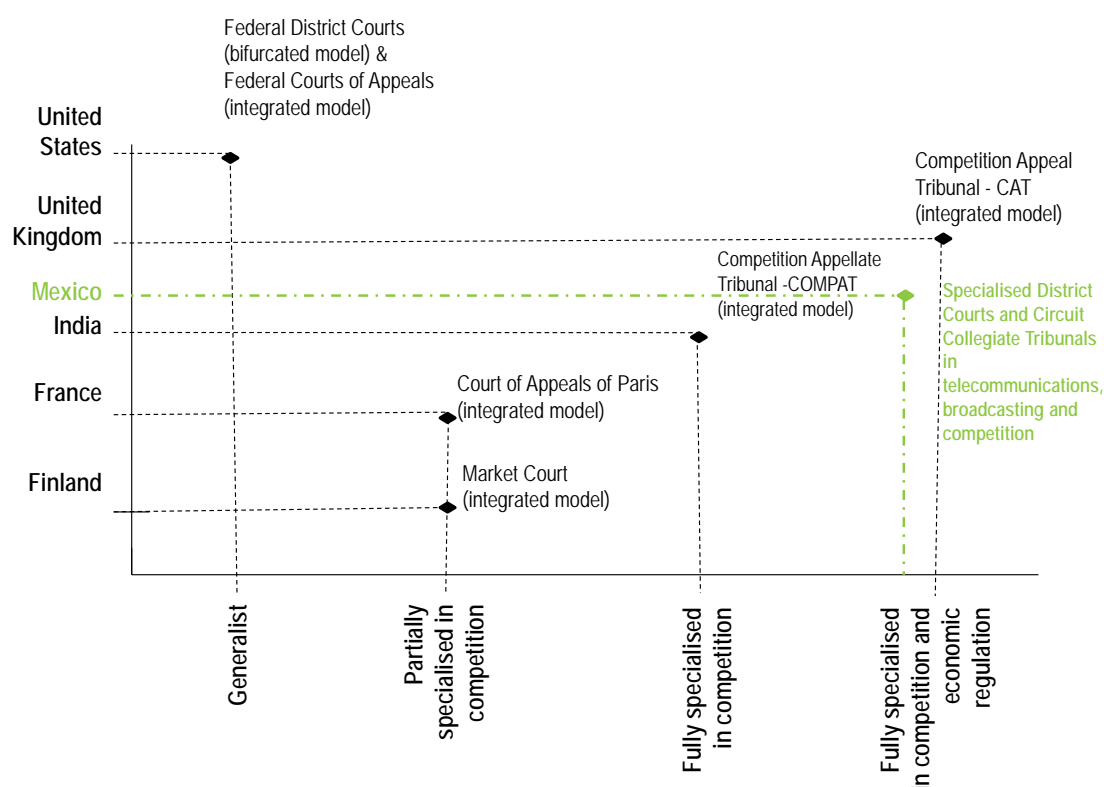 Federal District Courts
(bifurcated model) &
Federal Courts of Appeals
(integrated model)
United
States
Competition Appeal
Tribunal - CAT
(integrated model)
United
Kingdom
Competition Appellate
Tribunal -COMPAT
(integrated model)
Mexico
Specialised District
Courts and Circuit
Collegiate Tribunals
in
telecommunications,
broadcasting and
competition
India
France
Court of Appeals of Paris
(integrated model)
Finland
Market Court
(integrated model)
Generalist
Partially
specialised in
competition
Fully specialised
in competition
Fully specialised
in competition and
economic
regulation